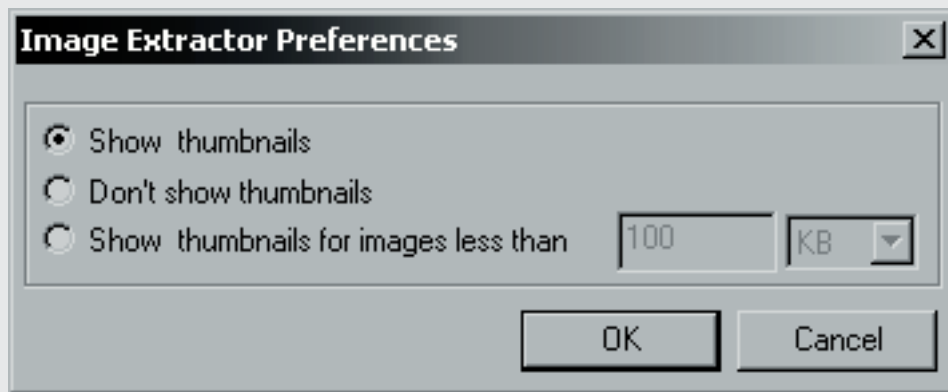 Image Extractor Preferences
Show thumbnails
Don't show thumbnails
Show thumbnails for images less than 100 KB
OK Cancel